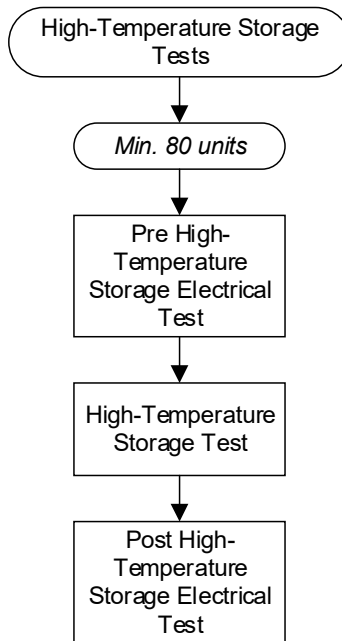 High-Temperature Storage
Tests
Min. 80 units
Pre High-
Temperature
Storage Electrical
Test
High-Temperature
Storage Test
Post High-
Temperature
Storage Electrical
Test